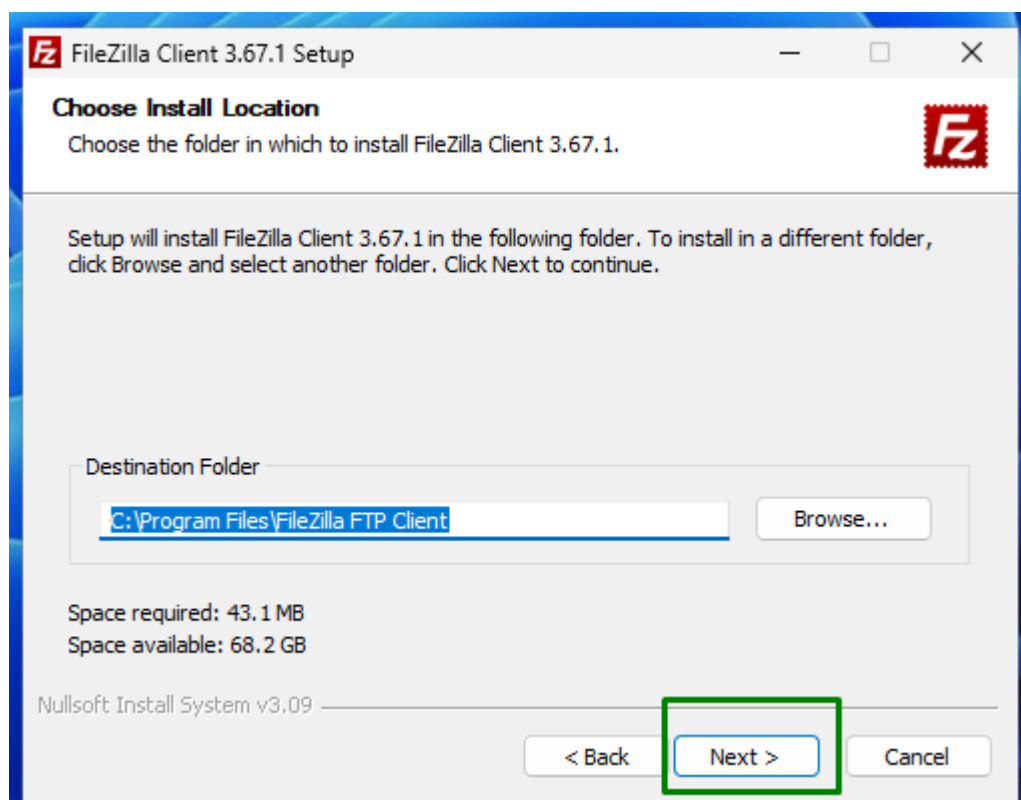 FileZilla Client 3.67.1 Setup
Choose Install Location
Choose the folder in which to install FileZilla Client 3.67.1.
Fz
Setup will install FileZilla Client 3.67.1 in the following folder. To install in a different folder,
click Browse and select another folder. Click Next to continue.
Destination Folder
C:\Program Files\FileZilla FTP Client
Browse...
Space required: 43.1 MB
Space available: 68.2 GB
Nullsoft Install System v3.09
< Back
Next >
Cancel